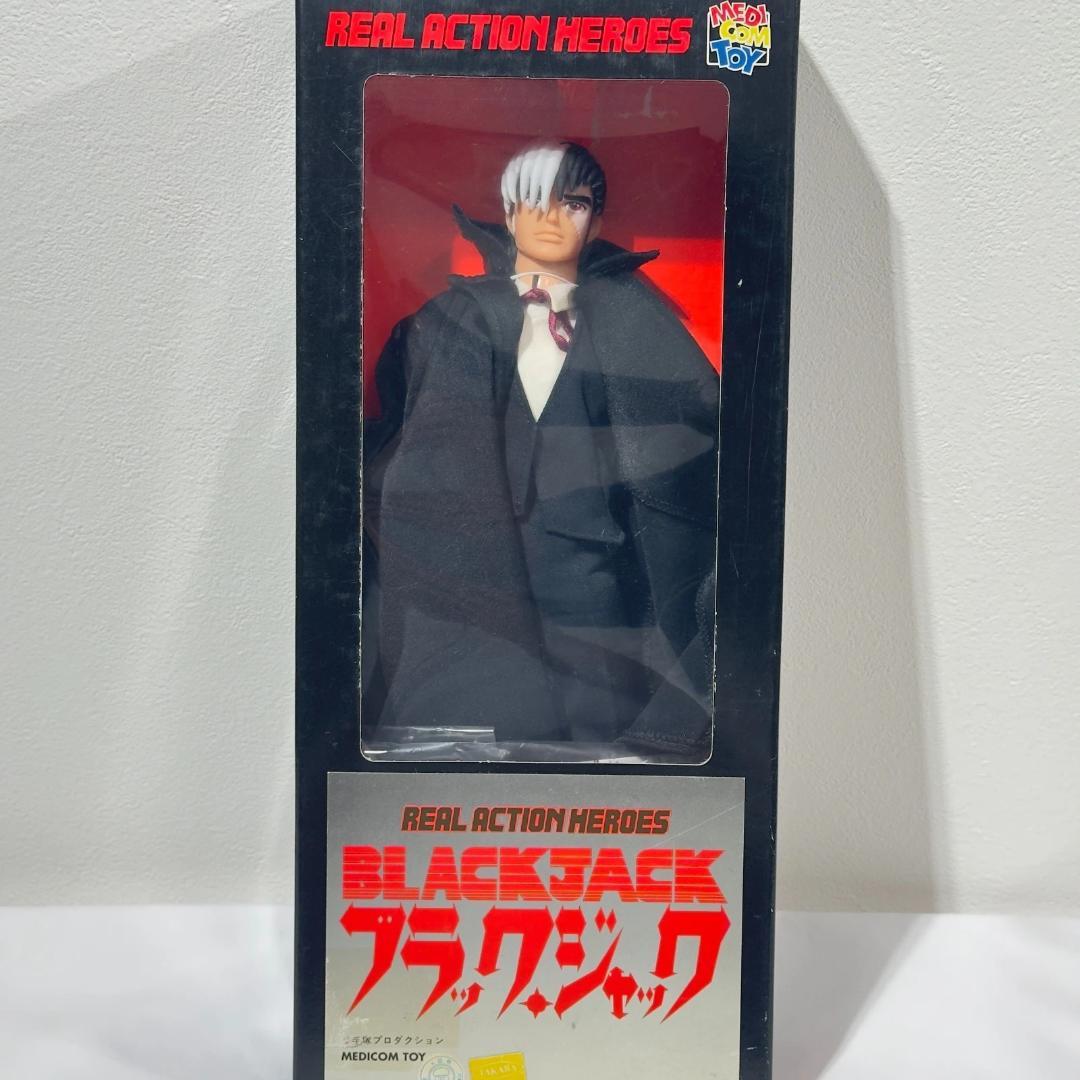 REAL ACTION HEROES
MEDI
COM
TOY
REAL ACTION HEROES
BLACKJACK
ブラック・ジャック
手塚プロダクション
MEDICOM TOY
TAKARA